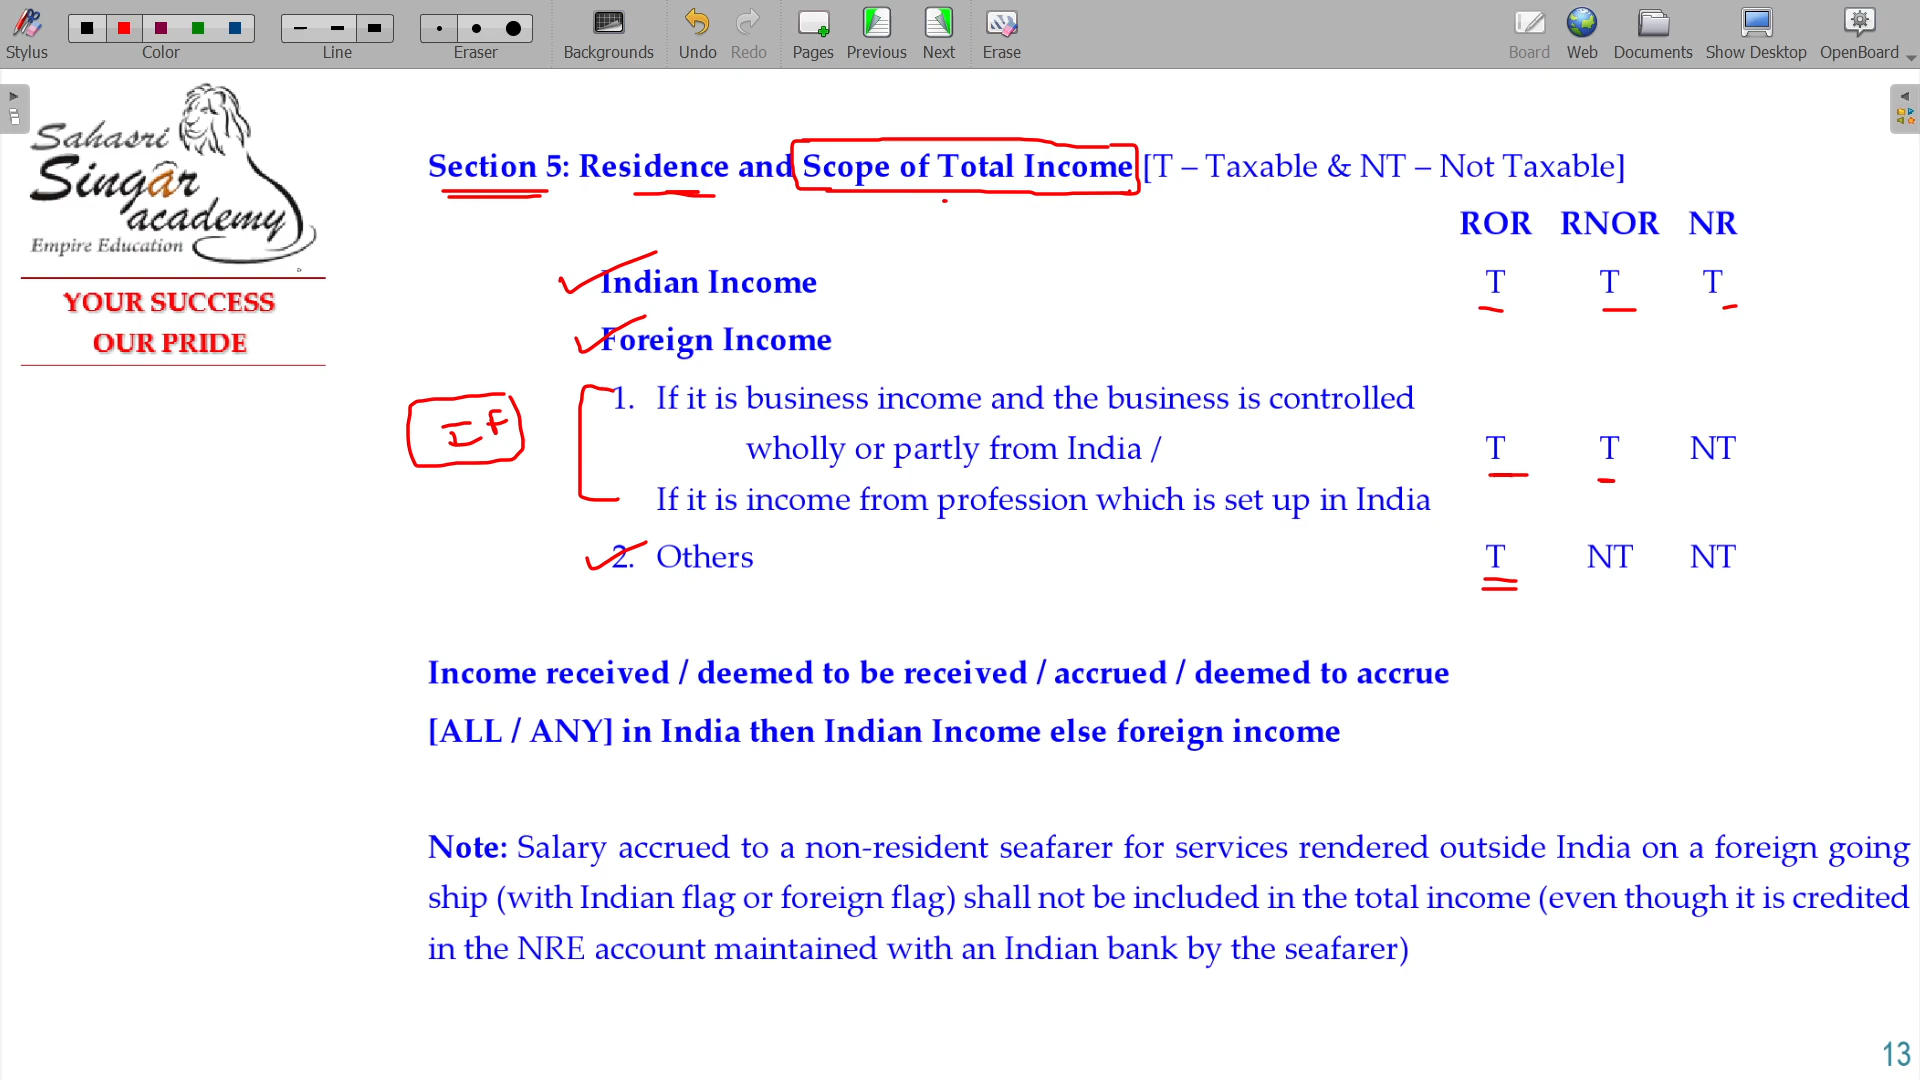 Stylus
Color
Line
Eraser
Backgrounds
Undo
Redo
Pages
Previous
Next
Erase
Board
Web
Documents
Show Desktop
OpenBoard
Sahasri
Singar
academy
Empire Education
YOUR SUCCESS
OUR PRIDE
Section 5: Residence and Scope of Total Income [T – Taxable & NT – Not Taxable]
ROR RNOR NR
Indian Income T T T
Foreign Income
1. If it is business income and the business is controlled
IF
wholly or partly from India / T T NT
If it is income from profession which is set up in India
2. Others T NT NT
Income received / deemed to be received / accrued / deemed to accrue
[ALL / ANY] in India then Indian Income else foreign income
Note: Salary accrued to a non-resident seafarer for services rendered outside India on a foreign going
ship (with Indian flag or foreign flag) shall not be included in the total income (even though it is credited
in the NRE account maintained with an Indian bank by the seafarer)
13